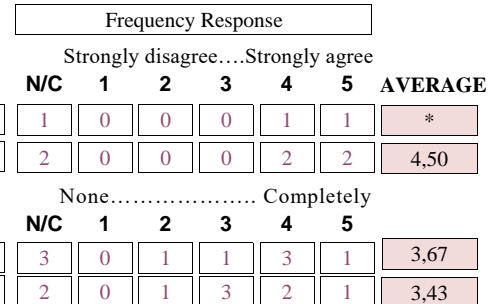 Frequency Response
Strongly disagree….Strongly agree
N/C 1 2 3 4 5 AVERAGE
1 0 0 0 1 1 *
2 0 0 0 2 2 4,50
None……………….. Completely
N/C 1 2 3 4 5
3 0 1 1 3 1 3,67
2 0 1 3 2 1 3,43